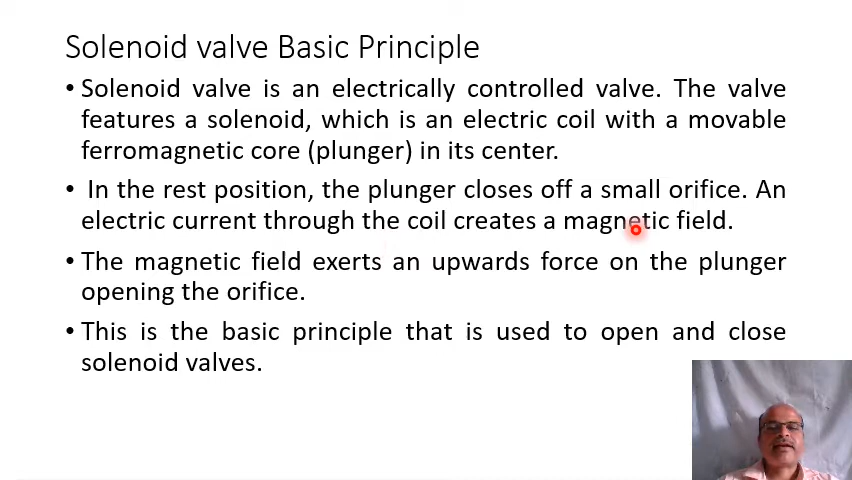 Solenoid valve Basic Principle
• Solenoid valve is an electrically controlled valve. The valve
features a solenoid, which is an electric coil with a movable
ferromagnetic core (plunger) in its center.
• In the rest position, the plunger closes off a small orifice. An
electric current through the coil creates a magnetic field.
• The magnetic field exerts an upwards force on the plunger
opening the orifice.
• This is the basic principle that is used to open and close
solenoid valves.